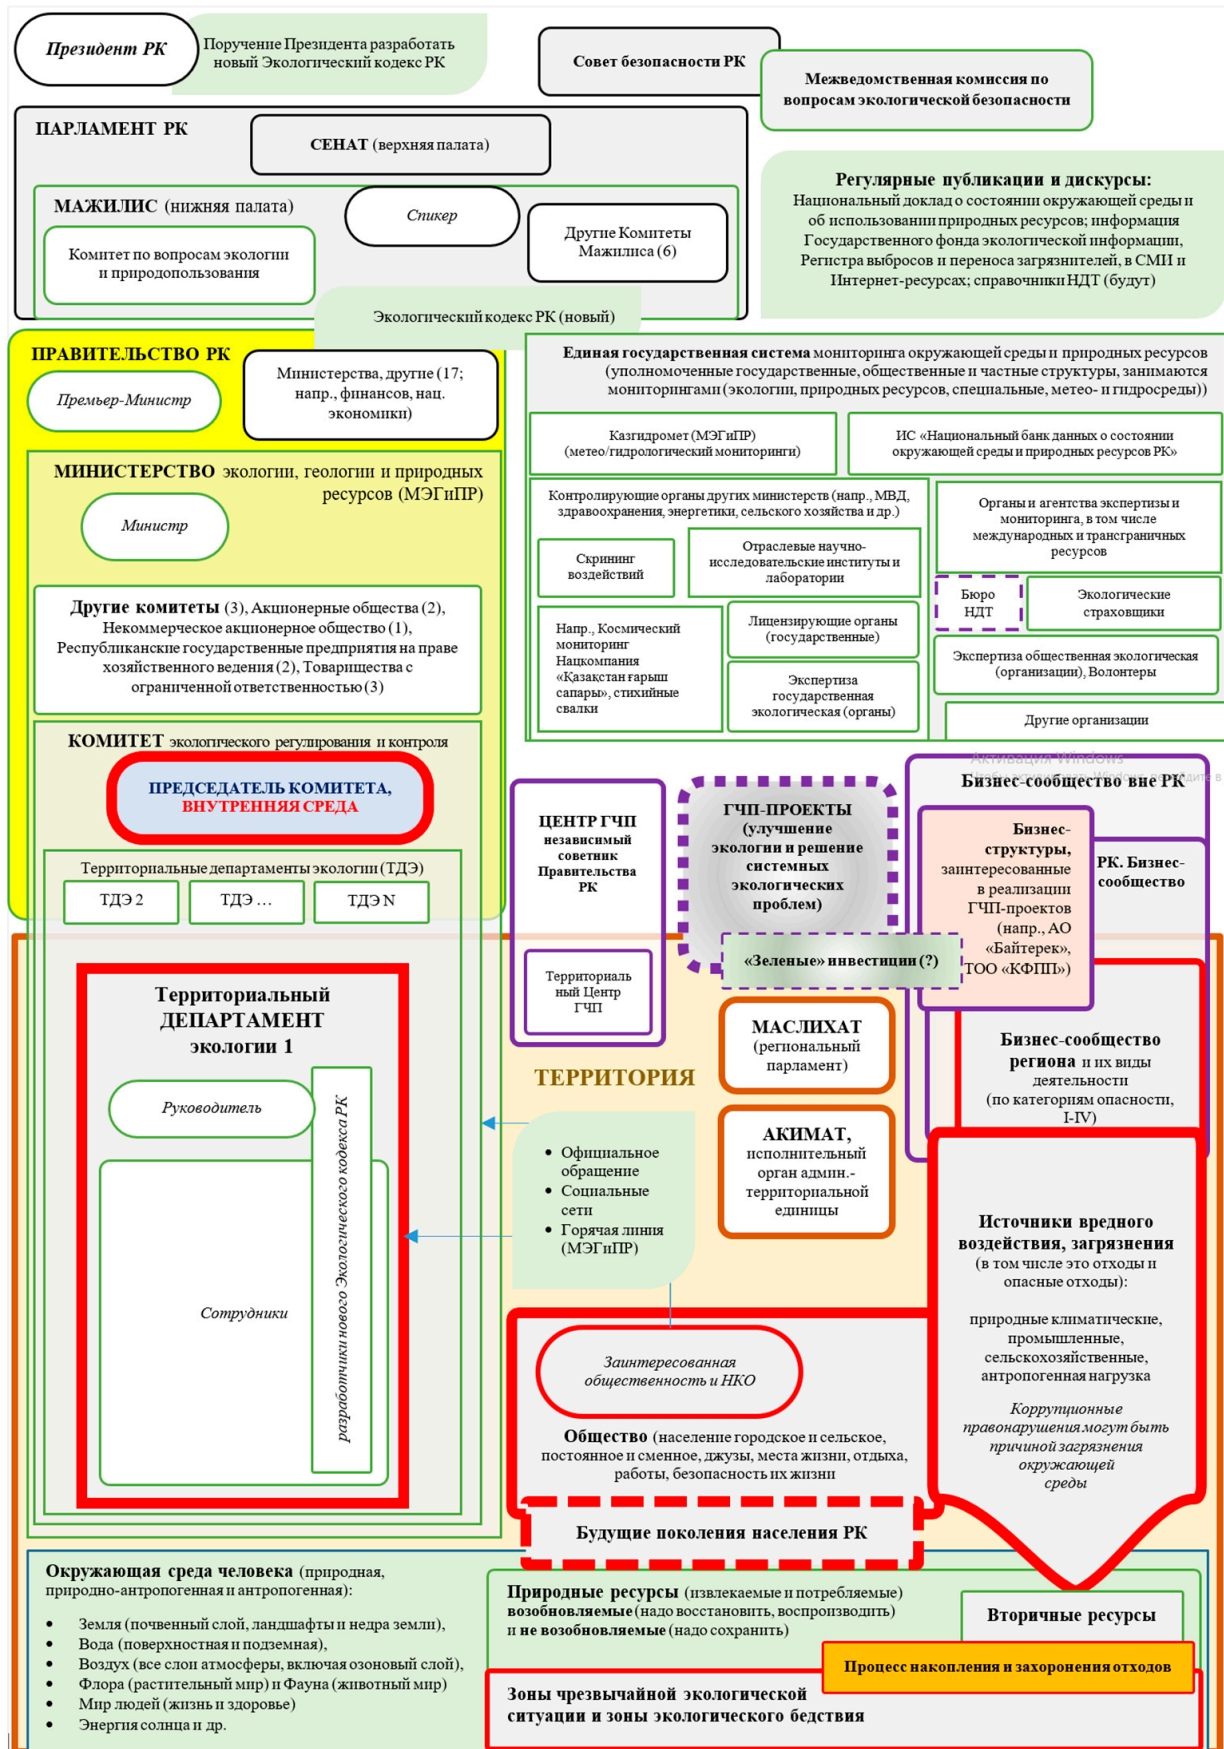 Президент РК
Поручение Президента разработать
новый Экологический кодекс РК
Совет безопасности РК
Межведомственная комиссия по
вопросам экологической безопасности
ПАРЛАМЕНТ РК
СЕНАТ (верхняя палата)
МАЖИЛИС (нижняя палата)
Спикер
Комитет по вопросам экологии
и природопользования
Другие Комитеты
Мажилиса (6)
Регулярные публикации и дискурсы:
Национальный доклад о состоянии окружающей среды и
об использовании природных ресурсов; информация
Государственного фонда экологической информации,
Регистра выбросов и переноса загрязнителей, в СМИ и
Интернет-ресурсах; справочники НДТ (будут)
Экологический кодекс РК (новый)
ПРАВИТЕЛЬСТВО РК
Премьер-Министр
Министерства, другие (17;
напр., финансов, нац.
экономики)
МИНИСТЕРСТВО экологии, геологии и природных
ресурсов (МЭГиПР)
Министр
Другие комитеты (3), Акционерные общества (2),
Некоммерческое акционерное общество (1),
Республиканские государственные предприятия на праве
хозяйственного ведения (2), Товарищества с
ограниченной ответственностью (3)
КОМИТЕТ экологического регулирования и контроля
ПРЕДСЕДАТЕЛЬ КОМИТЕТА,
ВНУТРЕННЯЯ СРЕДА
Территориальные департаменты экологии (ТДЭ)
ТДЭ 2
ТДЭ …
ТДЭ N
Территориальный
ДЕПАРТАМЕНТ
экологии 1
Руководитель
Сотрудники
разработчики нового Экологического кодекса РК
Единая государственная система мониторинга окружающей среды и природных ресурсов
(уполномоченные государственные, общественные и частные структуры, занимаются
мониторингами (экологии, природных ресурсов, специальные, метео- и гидросреды))
Казгидромет (МЭГиПР)
(метео/гидрологический мониторинги)
ИС «Национальный банк данных о состоянии
окружающей среды и природных ресурсов РК»
Контролирующие органы других министерств (напр., МВД,
здравоохранения, энергетики, сельского хозяйства и др.)
Скрининг
воздействий
Отраслевые научно-
исследовательские институты и
лаборатории
Напр., Космический
мониторинг
Нацкомпания
«Қазақстан ғарыш
сапары», стихийные
свалки
Лицензирующие органы
(государственные)
Экспертиза
государственная
экологическая (органы)
Органы и агентства экспертизы и
мониторинга, в том числе
международных и трансграничных
ресурсов
Бюро
НДТ
Экологические
страховщики
Экспертиза общественная экологическая
(организации), Волонтеры
Другие организации
Активация Windows
Бизнес-сообщество вне РК
ЦЕНТР ГЧП
независимый
советник
Правительства
РК
Территориаль
ный Центр
ГЧП
ГЧП-ПРОЕКТЫ
(улучшение
экологии и решение
системных
экологических
проблем)
«Зеленые» инвестиции (?)
Бизнес-
структуры,
заинтересованные
в реализации
ГЧП-проектов
(напр., АО
«Байтерек»,
ТОО «КФПП»)
РК. Бизнес-
сообщество
ТЕРРИТОРИЯ
МАСЛИХАТ
(региональный
парламент)
АКИМАТ,
исполнительный
орган админ.-
территориальной
единицы
Бизнес-сообщество
региона и их виды
деятельности
(по категориям опасности,
I-IV)
• Официальное
обращение
• Социальные
сети
• Горячая линия
(МЭГиПР)
Источники вредного
воздействия, загрязнения
(в том числе это отходы и
опасные отходы):
природные климатические,
промышленные,
сельскохозяйственные,
антропогенная нагрузка
Коррупционные
правонарушения могут быть
причиной загрязнения
окружающей
среды
Заинтересованная
общественность и НКО
Общество (население городское и сельское,
постоянное и сменное, джузы, места жизни, отдыха,
работы, безопасность их жизни
Будущие поколения населения РК
Окружающая среда человека (природная,
природно-антропогенная и антропогенная):
• Земля (почвенный слой, ландшафты и недра земли),
• Вода (поверхностная и подземная),
• Воздух (все слои атмосферы, включая озоновый слой),
• Флора (растительный мир) и Фауна (животный мир)
• Мир людей (жизнь и здоровье)
• Энергия солнца и др.
Природные ресурсы (извлекаемые и потребляемые)
возобновляемые (надо восстановить, воспроизводить)
и не возобновляемые (надо сохранить)
Вторичные ресурсы
Процесс накопления и захоронения отходов
Зоны чрезвычайной экологической
ситуации и зоны экологического бедствия